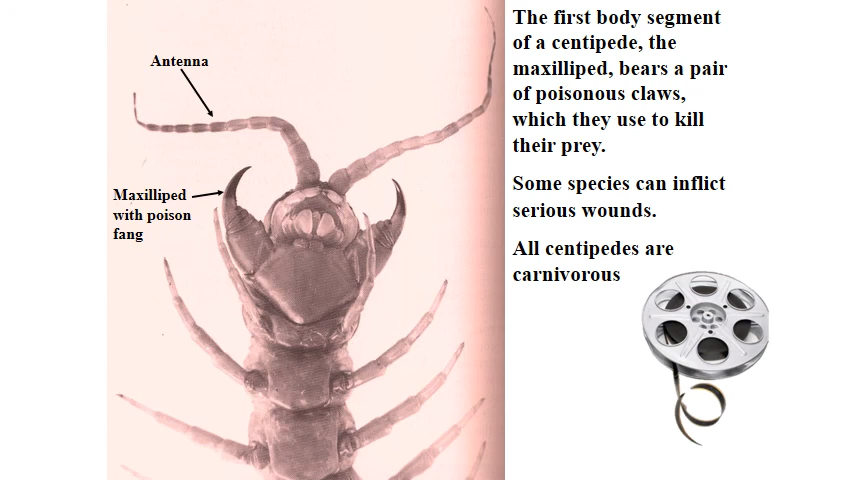 Antenna
Maxilliped
with poison
fang
The first body segment
of a centipede, the
maxilliped, bears a pair
of poisonous claws,
which they use to kill
their prey.
Some species can inflict
serious wounds.
All centipedes are
carnivorous